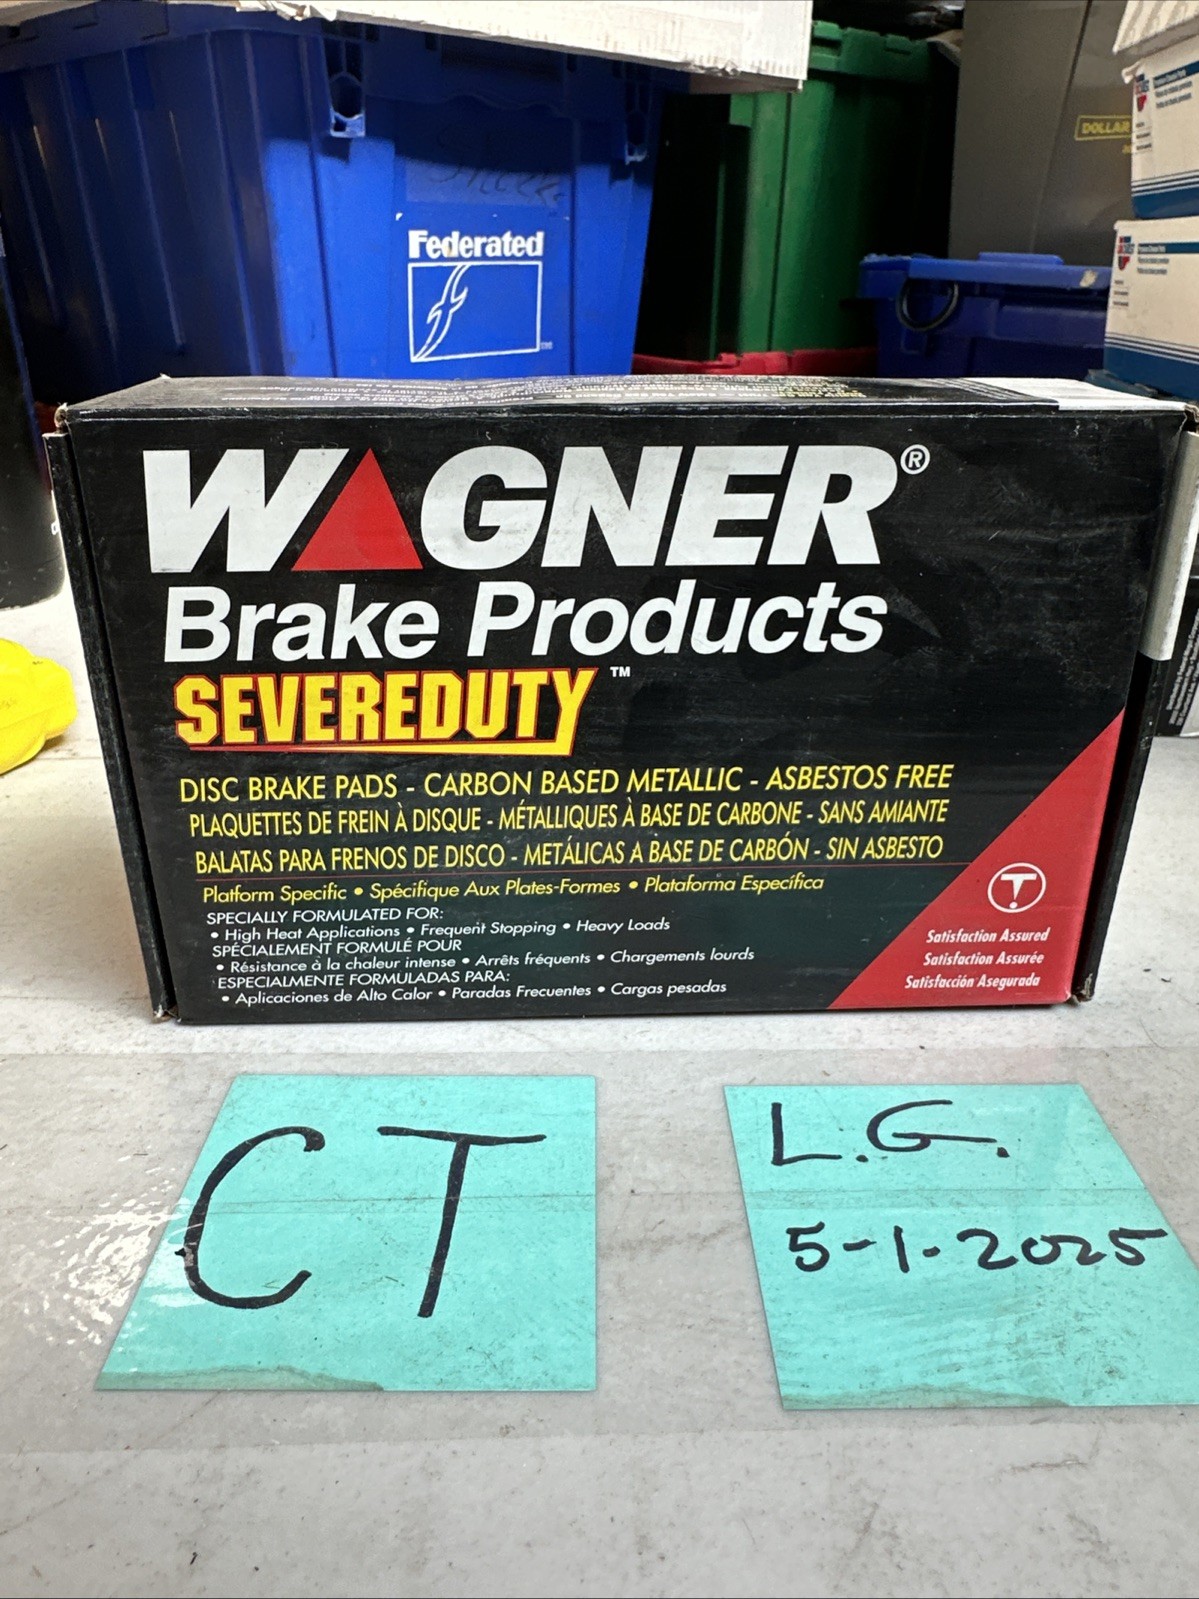 Federated
TM
DOLLAR
WAGNER®
Brake Products
SEVEREDUTY™
DISC BRAKE PADS - CARBON BASED METALLIC - ASBESTOS FREE
PLAQUETTES DE FREIN À DISQUE - MÉTALLIQUES À BASE DE CARBONE - SANS AMIANTE
BALATAS PARA FRENOS DE DISCO - METÁLICAS A BASE DE CARBÓN - SIN ASBESTO
Platform Specific • Spécifique Aux Plates-Formes • Plataforma Específica
SPECIALLY FORMULATED FOR:
• High Heat Applications • Frequent Stopping • Heavy Loads
SPÉCIALEMENT FORMULÉ POUR
• Résistance à la chaleur intense • Arrêts fréquents • Chargements lourds
ESPECIALMENTE FORMULADAS PARA:
• Aplicaciones de Alto Calor • Paradas Frecuentes • Cargas pesadas
Satisfaction Assured
Satisfaction Assurée
Satisfacción Asegurada
CT
L.G.
5-1-2025